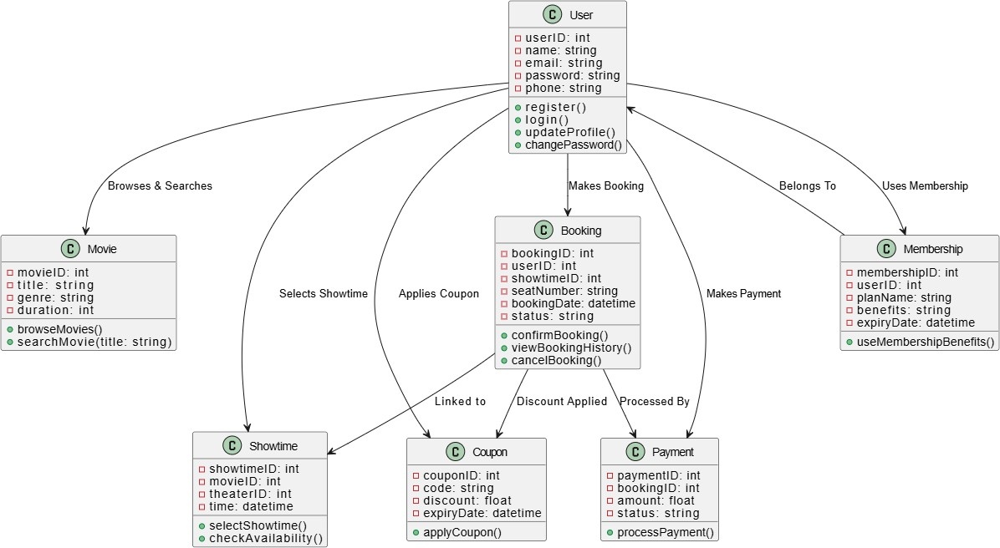 C User
userID: int
name: string
email: string
password: string
phone: string
register()
login()
updateProfile()
changePassword()
Browses & Searches
Makes Booking
Belongs To
Uses Membership
C Movie
movieID: int
title: string
genre: string
duration: int
browseMovies()
searchMovie(title: string)
Selects Showtime
Applies Coupon
C Booking
bookingID: int
userID: int
showtimeID: int
seatNumber: string
bookingDate: datetime
status: string
confirmBooking()
viewBookingHistory()
cancelBooking()
Makes Payment
C Membership
membershipID: int
userID: int
planName: string
benefits: string
expiryDate: datetime
useMembershipBenefits()
Linked to
Discount Applied
Processed By
C Showtime
showtimeID: int
movieID: int
theaterID: int
time: datetime
selectShowtime()
checkAvailability()
C Coupon
couponID: int
code: string
discount: float
expiryDate: datetime
applyCoupon()
C Payment
paymentID: int
bookingID: int
amount: float
status: string
processPayment()